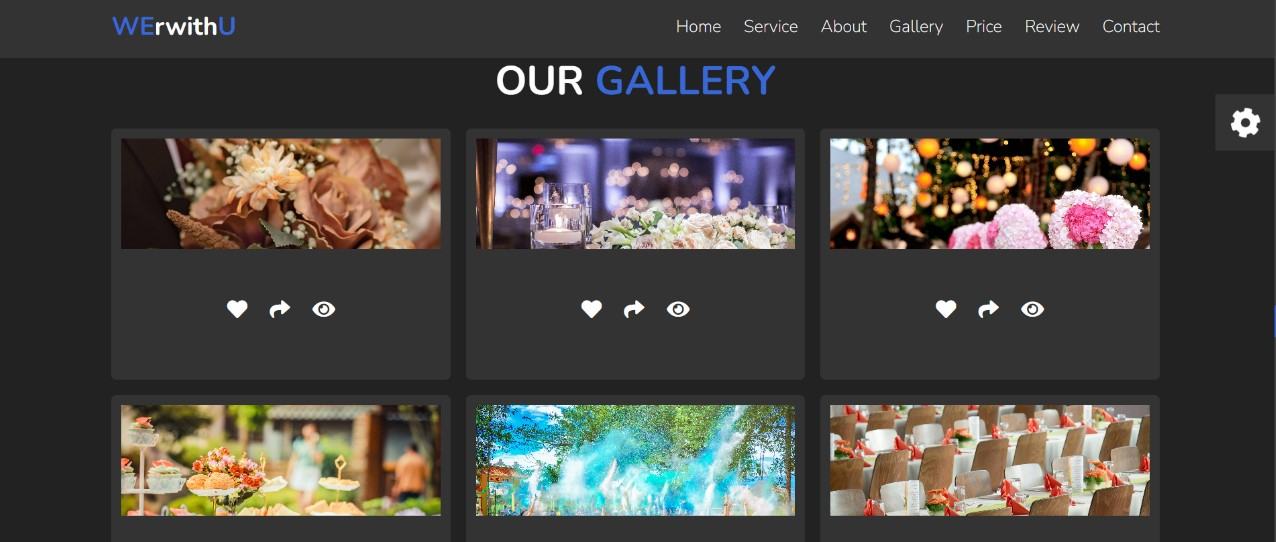 WErwithU
Home Service About Gallery Price Review Contact
OUR GALLERY